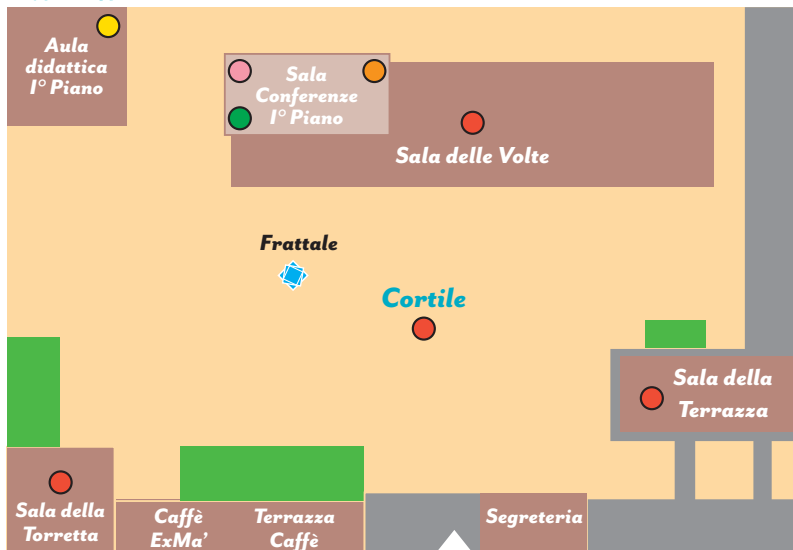 Aula
didattica
I° Piano
Sala
Conferenze
I° Piano
Sala delle Volte
Frattale
Cortile
Sala della
Terrazza
Sala della
Torretta
Caffè
ExMa'
Terrazza
Caffè
Segreteria